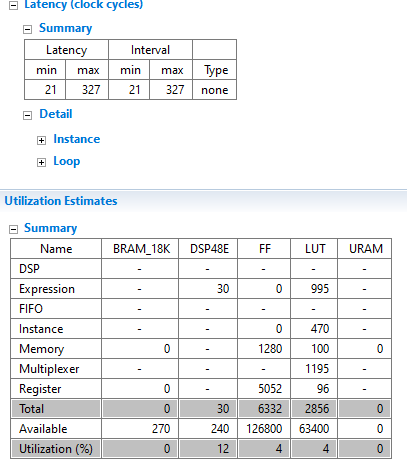 Latency (clock cycles)
Summary
Latency Interval
min max min max Type
21 327 21 327 none
Detail
Instance
Loop
Utilization Estimates
Summary
Name BRAM_18K DSP48E FF LUT URAM
DSP - - - - -
Expression - 30 0 995 -
FIFO - - - - -
Instance - - 0 470 -
Memory 0 - 1280 100 0
Multiplexer - - - 1195 -
Register 0 - 5052 96 -
Total 0 30 6332 2856 0
Available 270 240 126800 63400 0
Utilization (%) 0 12 4 4 0